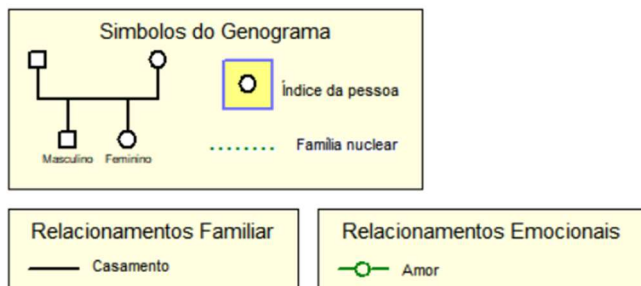 Simbolos do Genograma
Índice da pessoa
Masculino Feminino
Família nuclear
Relacionamentos Familiar
Casamento
Relacionamentos Emocionais
Amor